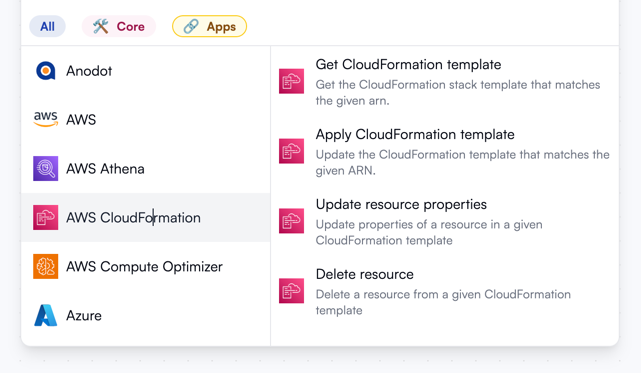 All
Core
Apps
Anodot
aws
AWS
AWS Athena
AWS CloudFormation
AWS Compute Optimizer
Azure
Get CloudFormation template
Get the CloudFormation stack template that matches
the given arn.
Apply CloudFormation template
Update the CloudFormation template that matches the
given ARN.
Update resource properties
Update properties of a resource in a given
CloudFormation template
Delete resource
Delete a resource from a given CloudFormation
template